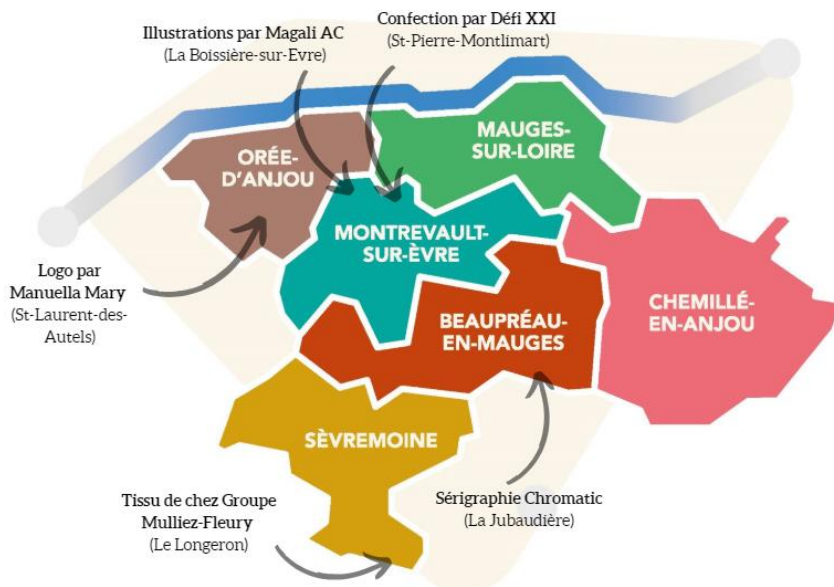 Confection par Défi XXI
(St-Pierre-Montlimart)
Illustrations par Magali AC
(La Boissière-sur-Evre)
MAUGES-
SUR-LOIRE
ORÉE-
D'ANJOU
MONTREVAULT-
SUR-ÈVRE
Logo par
Manuella Mary
(St-Laurent-des-
Autels)
CHEMILLÉ-
EN-ANJOU
BEAUPRÉAU-
EN-MAUGES
SÈVREMOINE
Tissu de chez Groupe
Mulliez-Fleury
(Le Longeron)
Sérigraphie Chromatic
(La Jubaudière)